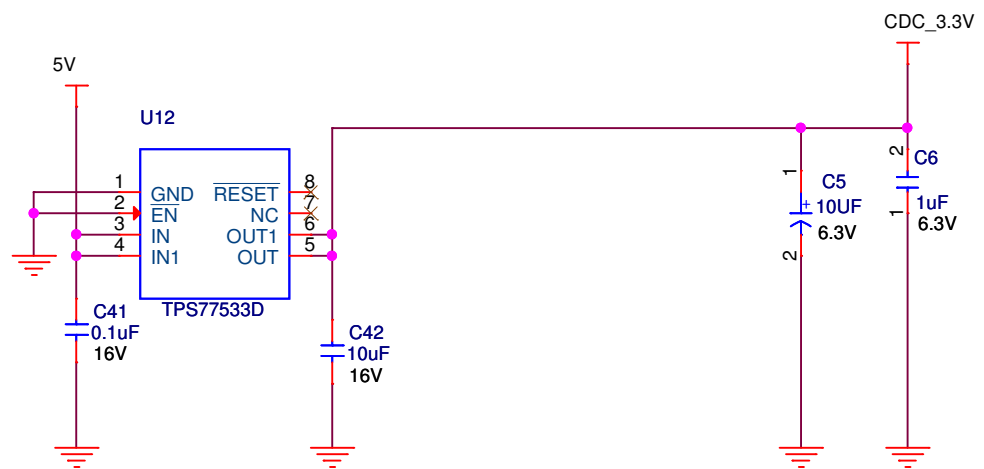 CDC_3.3V
5V
U12
1 GND RESET 8
2 EN NC 7
3 IN OUT1 6
4 IN1 OUT 5
TPS77533D
C41
0.1uF
16V
C42
10uF
16V
1
C5
+
10UF
6.3V
2
2
C6
1uF
1
6.3V